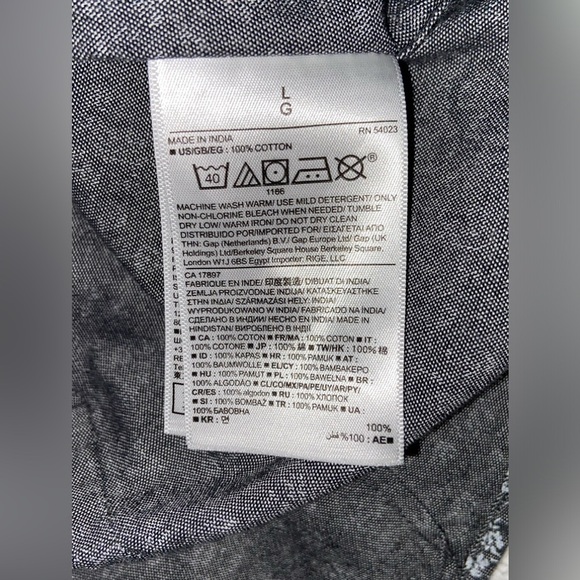 L
G
MADE IN INDIA RN 54023
■ US/GB/EG : 100% COTTON
40
®
1166
MACHINE WASH WARM/ USE MILD DETERGENT/ ONLY
NON-CHLORINE BLEACH WHEN NEEDED/ TUMBLE
DRY LOW/ WARM IRON/ DO NOT DRY CLEAN
DISTRIBUIDO POR/IMPORTED FOR/ ΕΙΣΑΓΕΤΑΙ ΑΠΟ
ΤΗΝ: Gap (Netherlands) B.V./ Gap Europe Ltd/ Gap (UK
Holdings) Ltd/Berkeley Square House Berkeley Square,
London W1J 6BS Egypt Importer: RIGE, LLC
CA 17897
FABRIQUE EN INDE/ 印度製造/ DIBUAT DI INDIA/
ZEMLJA PROIZVODNJE INDIJA/ ΚΑΤΑΣΚΕΥΑΣΤΗΚΕ
ΣΤΗΝ ΙΝΔΙΑ/ SZÁRMAZÁSI HELY: INDIA/
WYPRODUKOWANO W INDIA/ FABRICADO NA ÍNDIA/
СДЕЛАНО В ИНДИИ/ HECHO EN INDIA/ MADE IN
HINDISTAN/ ВИРОБЛЕНО В ІНДІЇ
■ CA : 100% COTON ■ FR/MA : 100% COTON ■ IT :
100% COTONE ■ JP : 100% 綿 ■ TW/HK : 100% 棉
■ ID : 100% KAPAS ■ HR : 100% PAMUK ■ AT :
100% BAUMWOLLE ■ EL/CY : 100% ΒΑΜΒΑΚΕΡΟ
■ HU : 100% PAMUT ■ PL : 100% BAWEŁNA ■ BR :
100% ALGODÃO ■ CL/CO/MX/PA/PE/UY/AR/PY/
CR/ES : 100% algodon ■ RU : 100% ХЛОПОК
■ SI : 100% BOMBAŽ ■ TR : 100% PAMUK ■ UA :
100% БАВОВНА
■ KR : 면 100%
■ AE : 100% قطن